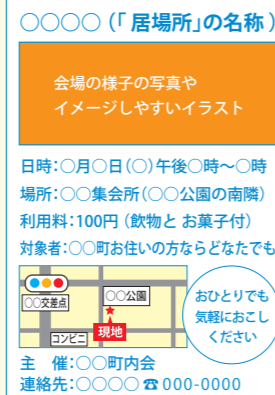 ○○○○（「居場所」の名称）
会場の様子の写真や
イメージしやすいイラスト
日時：○月○日（○）午後○時〜○時
場所：○○集会所（○○公園の南隣）
利用料：100円（飲物とお菓子付）
対象者：○○町お住いの方ならどなたでも
○○交差点
○○公園
コンビニ
現地
おひとりでも
気軽におこし
ください
主　催：○○町内会
連絡先：○○○○ ☎ 000-0000